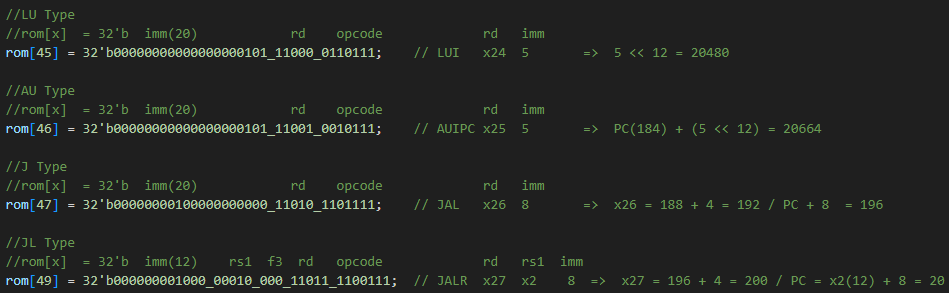 //LU Type
//rom[x]  = 32'b  imm(20)            rd    opcode             rd   imm
rom[45] = 32'b00000000000000000101_11000_0110111;    // LUI   x24  5       =>  5 << 12 = 20480
//AU Type
//rom[x]  = 32'b  imm(20)            rd    opcode             rd   imm
rom[46] = 32'b00000000000000000101_11001_0010111;    // AUIPC x25  5       =>  PC(184) + (5 << 12) = 20664
//J Type
//rom[x]  = 32'b  imm(20)            rd    opcode             rd   imm
rom[47] = 32'b00000000100000000000_11010_1101111;    // JAL   x26  8       =>  x26 = 188 + 4 = 192 / PC + 8  = 196
//JL Type
//rom[x]  = 32'b  imm(12)    rs1  f3  rd   opcode             rd   rs1  imm
rom[49] = 32'b000000001000_00010_000_11011_1100111;  // JALR  x27  x2    8  =>  x27 = 196 + 4 = 200 / PC = x2(12) + 8 = 20